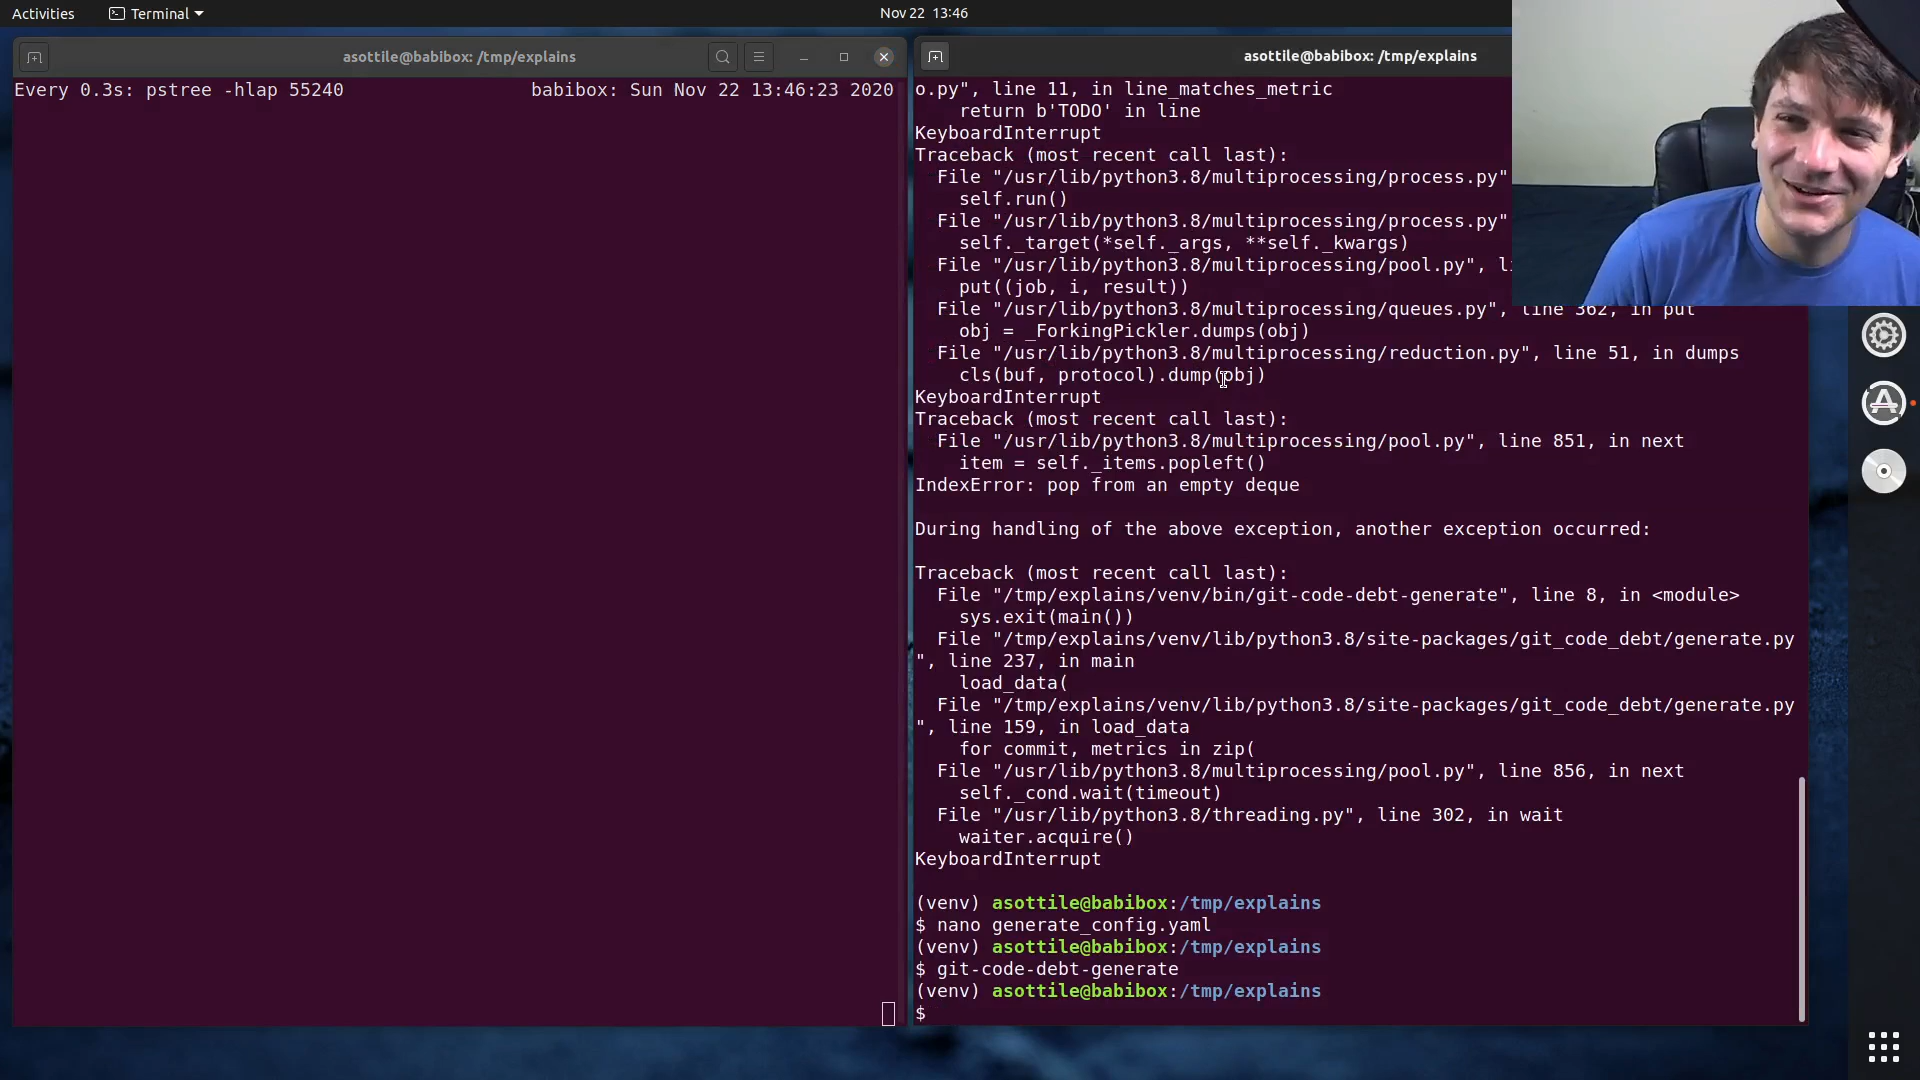 Activities
Terminal
Nov 22 13:46
asottile@babibox: /tmp/explains
Every 0.3s: pstree -hlap 55240
babibox: Sun Nov 22 13:46:23 2020
asottile@babibox: /tmp/explains
o.py", line 11, in line_matches_metric
return b'TODO' in line
KeyboardInterrupt
Traceback (most recent call last):
File "/usr/lib/python3.8/multiprocessing/process.py"
self.run()
File "/usr/lib/python3.8/multiprocessing/process.py"
self._target(*self._args, **self._kwargs)
File "/usr/lib/python3.8/multiprocessing/pool.py", li
put((job, i, result))
File "/usr/lib/python3.8/multiprocessing/queues.py", line 362, in put
obj = _ForkingPickler.dumps(obj)
File "/usr/lib/python3.8/multiprocessing/reduction.py", line 51, in dumps
cls(buf, protocol).dump(obj)
KeyboardInterrupt
Traceback (most recent call last):
File "/usr/lib/python3.8/multiprocessing/pool.py", line 851, in next
item = self._items.popleft()
IndexError: pop from an empty deque
During handling of the above exception, another exception occurred:
Traceback (most recent call last):
File "/tmp/explains/venv/bin/git-code-debt-generate", line 8, in <module>
sys.exit(main())
File "/tmp/explains/venv/lib/python3.8/site-packages/git_code_debt/generate.py
", line 237, in main
load_data(
File "/tmp/explains/venv/lib/python3.8/site-packages/git_code_debt/generate.py
", line 159, in load_data
for commit, metrics in zip(
File "/usr/lib/python3.8/multiprocessing/pool.py", line 856, in next
self._cond.wait(timeout)
File "/usr/lib/python3.8/threading.py", line 302, in wait
waiter.acquire()
KeyboardInterrupt
(venv) asottile@babibox:/tmp/explains
$ nano generate_config.yaml
(venv) asottile@babibox:/tmp/explains
$ git-code-debt-generate
(venv) asottile@babibox:/tmp/explains
$